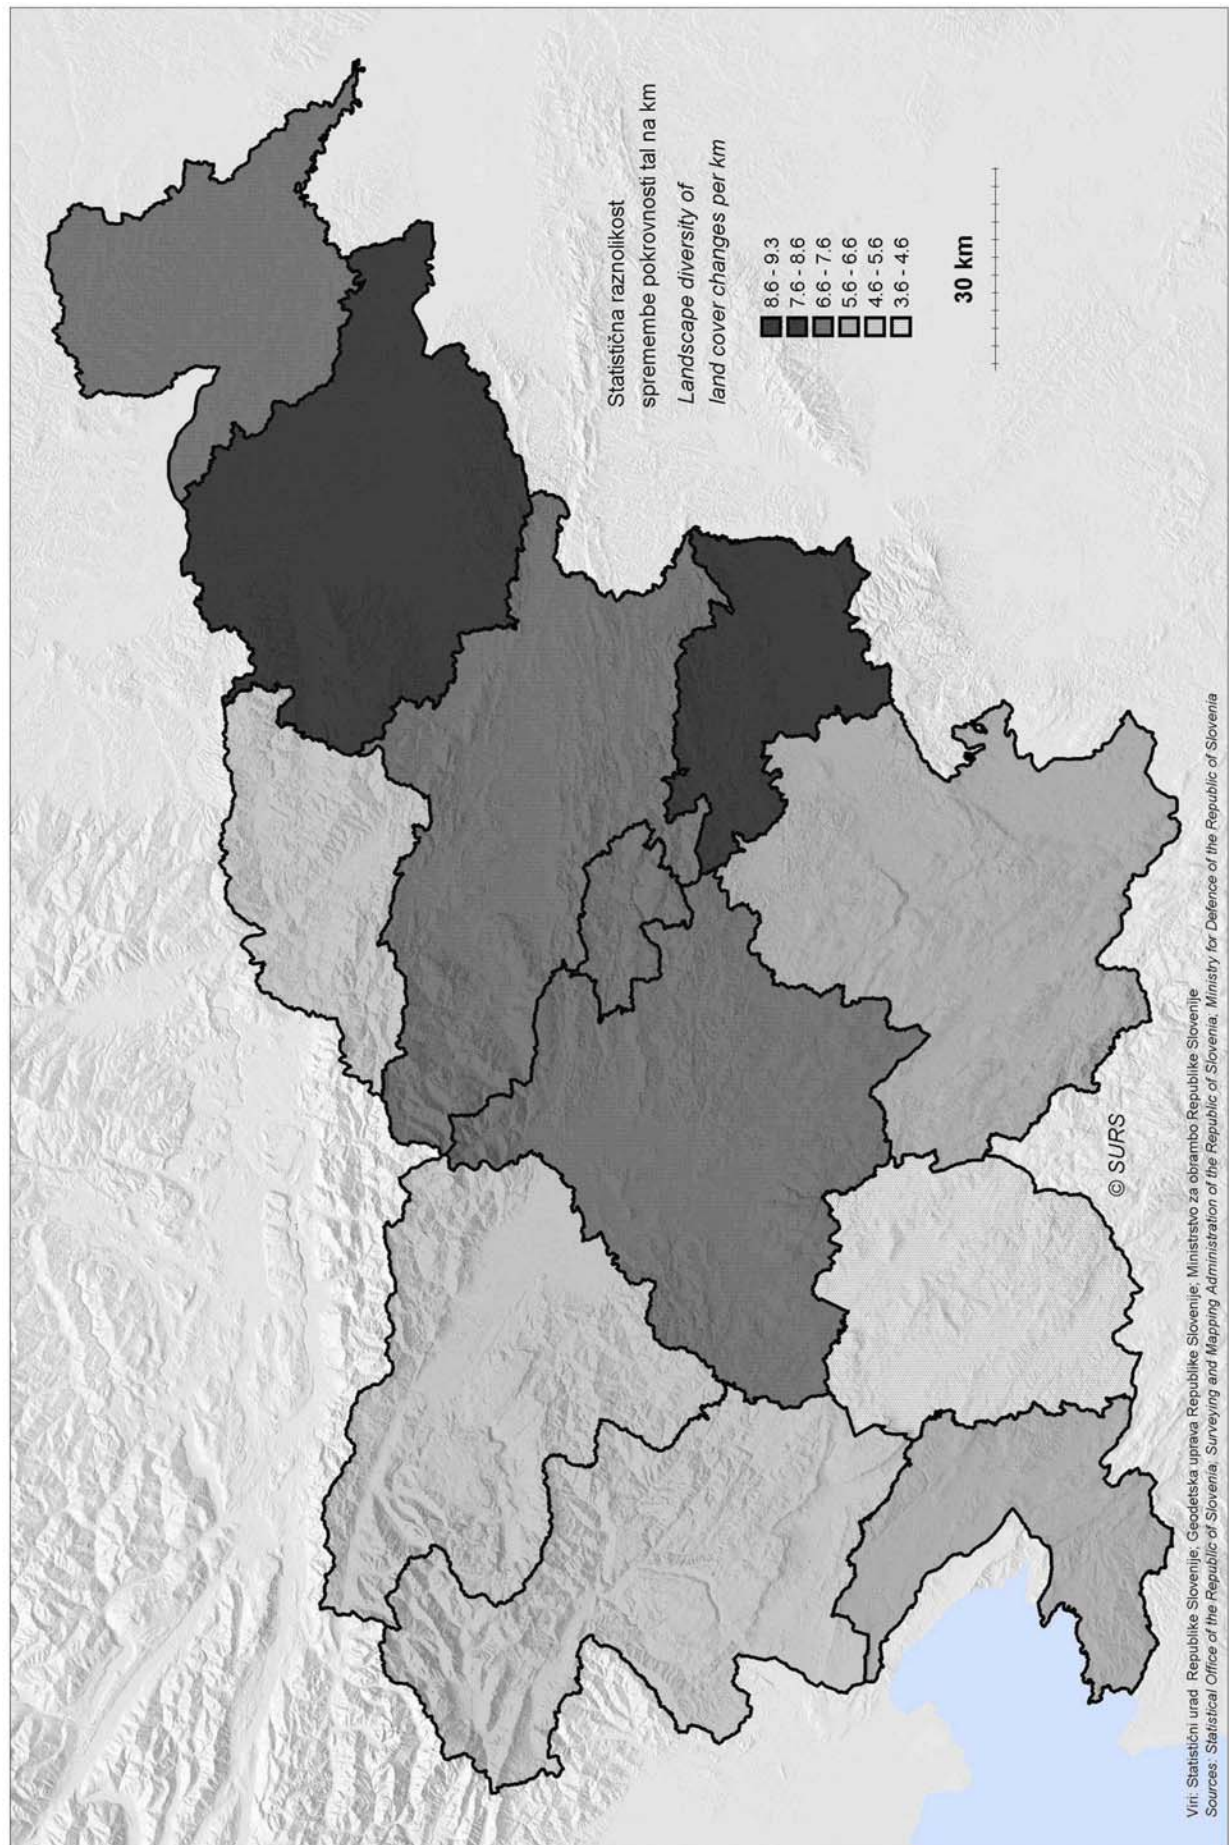 Statistična raznolikost
spremembe pokrovnosti tal na km
Landscape diversity of
land cover changes per km
8.6 - 9.3
7.6 - 8.6
6.6 - 7.6
5.6 - 6.6
4.6 - 5.6
3.6 - 4.6
30 km
© SURS
Viri: Statistični urad Republike Slovenije; Geodetska uprava Republike Slovenije; Ministrstvo za obrambo Republike Slovenije
Sources: Statistical Office of the Republic of Slovenia, Surveying and Mapping Administration of the Republic of Slovenia, Ministry for Defence of the Republic of Slovenia